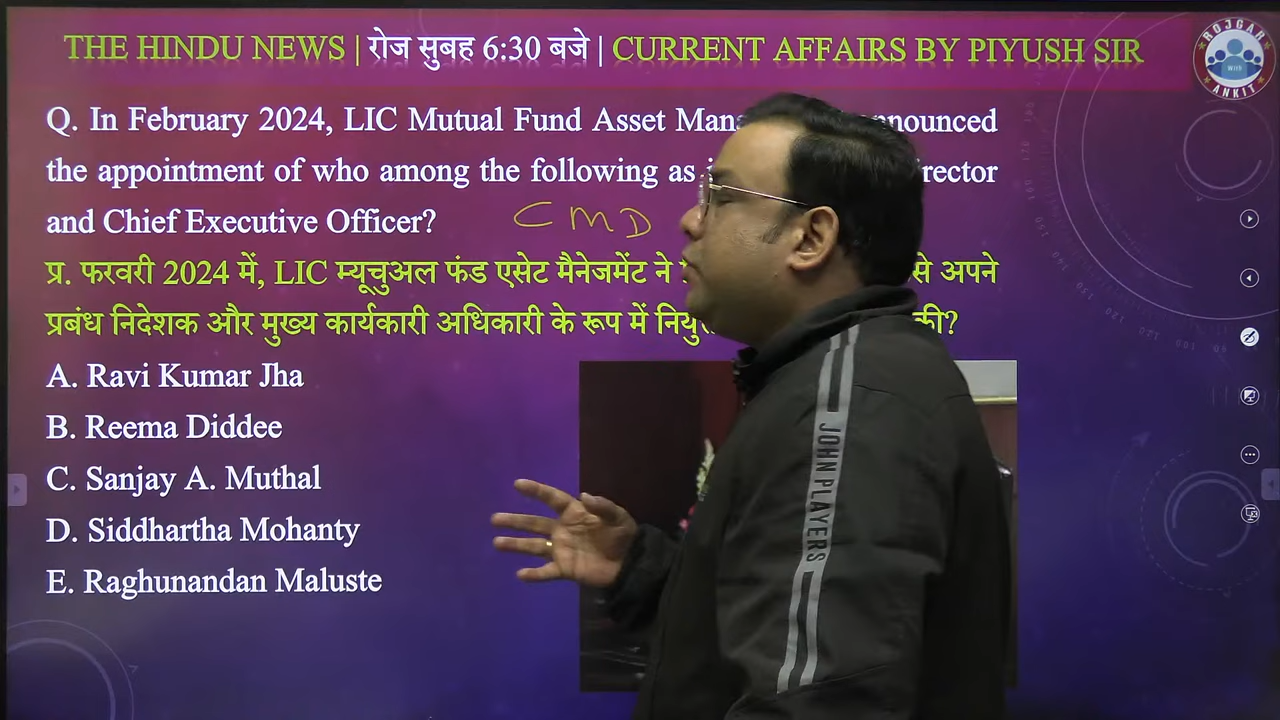 THE HINDU NEWS | रोज सुबह 6:30 बजे | CURRENT AFFAIRS BY PIYUSH SIR
ROJGAR
With
ANKIT
Q. In February 2024, LIC Mutual Fund Asset
the appointment of who among the following as
and Chief Executive Officer?
CMD
प्र. फरवरी 2024 में, LIC म्यूचुअल फंड एसेट मैनेजमेंट ने से अपने
प्रबंध निदेशक और मुख्य कार्यकारी अधिकारी के रूप में की?
A. Ravi Kumar Jha
B. Reema Diddee
C. Sanjay A. Muthal
D. Siddhartha Mohanty
E. Raghunandan Maluste
JOHN PLAYERS